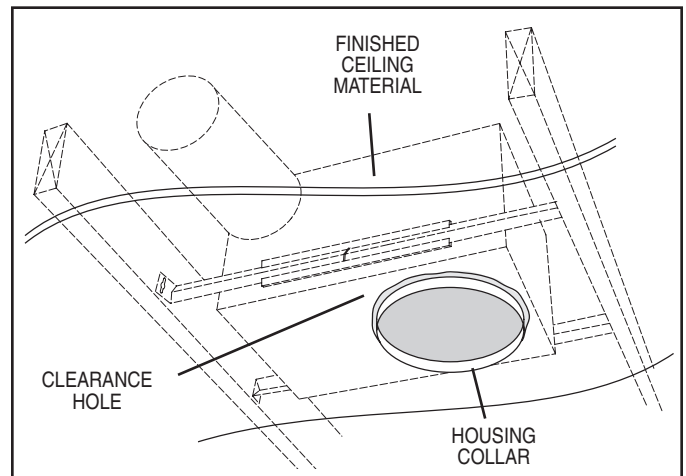 FINISHED
CEILING
MATERIAL
CLEARANCE
HOLE
HOUSING
COLLAR